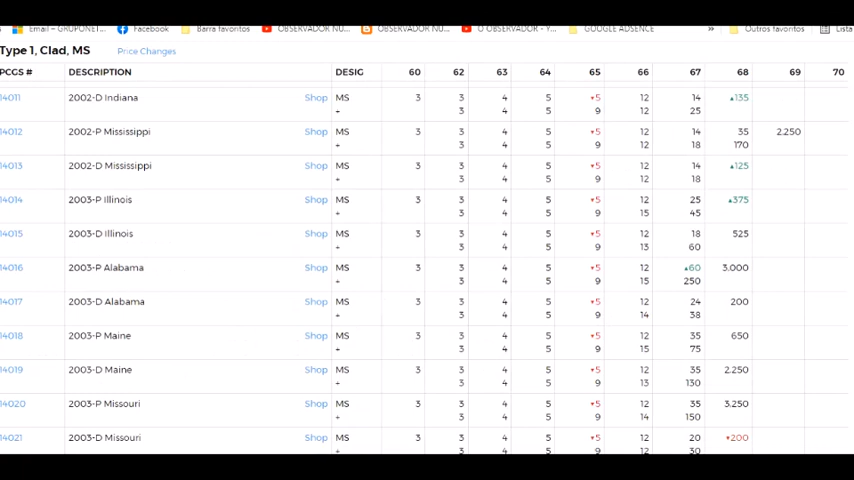 Email – GRUPONET... Facebook Barra favoritos OBSERVADOR NU... OBSERVADOR NU... O OBSERVADOR - Y... GOOGLE ADSENCE » Outros favoritos Lista
Type 1, Clad, MS Price Changes
PCGS # DESCRIPTION DESIG 60 62 63 64 65 66 67 68 69 70
14011 2002-D Indiana Shop MS 3 3 4 5 ▾5 12 14 ▴135
+ 3 4 5 9 12 25
14012 2002-P Mississippi Shop MS 3 3 4 5 ▾5 12 14 35 2,250
+ 3 4 5 9 12 18 170
14013 2002-D Mississippi Shop MS 3 3 4 5 ▾5 12 14 ▴125
+ 3 4 5 9 12 18
14014 2003-P Illinois Shop MS 3 3 4 5 ▾5 12 25 ▴375
+ 3 4 5 9 15 45
14015 2003-D Illinois Shop MS 3 3 4 5 ▾5 12 18 525
+ 3 4 5 9 13 60
14016 2003-P Alabama Shop MS 3 3 4 5 ▾5 12 ▴60 3,000
+ 3 4 5 9 15 250
14017 2003-D Alabama Shop MS 3 3 4 5 ▾5 12 24 200
+ 3 4 5 9 14 38
14018 2003-P Maine Shop MS 3 3 4 5 ▾5 12 35 650
+ 3 4 5 9 15 75
14019 2003-D Maine Shop MS 3 3 4 5 ▾5 12 35 2,250
+ 3 4 5 9 13 130
14020 2003-P Missouri Shop MS 3 3 4 5 ▾5 12 35 3,250
+ 3 4 5 9 14 150
14021 2003-D Missouri Shop MS 3 3 4 5 ▾5 12 20 ▾200
+ 3 4 5 9 12 30